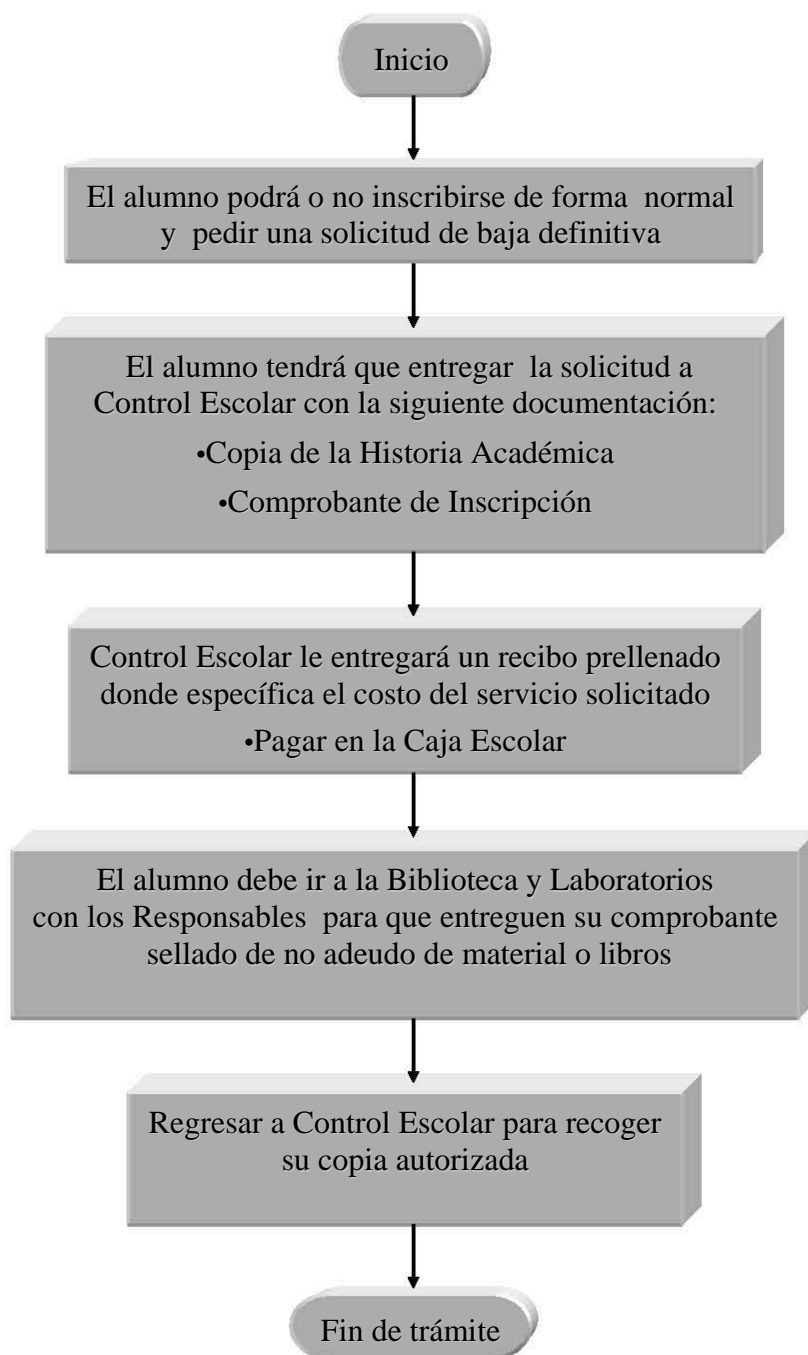 Inicio
El alumno podrá o no inscribirse de forma normal
y pedir una solicitud de baja definitiva
El alumno tendrá que entregar la solicitud a
Control Escolar con la siguiente documentación:
•Copia de la Historia Académica
•Comprobante de Inscripción
Control Escolar le entregará un recibo prellenado
donde específica el costo del servicio solicitado
•Pagar en la Caja Escolar
El alumno debe ir a la Biblioteca y Laboratorios
con los Responsables para que entreguen su comprobante
sellado de no adeudo de material o libros
Regresar a Control Escolar para recoger
su copia autorizada
Fin de trámite